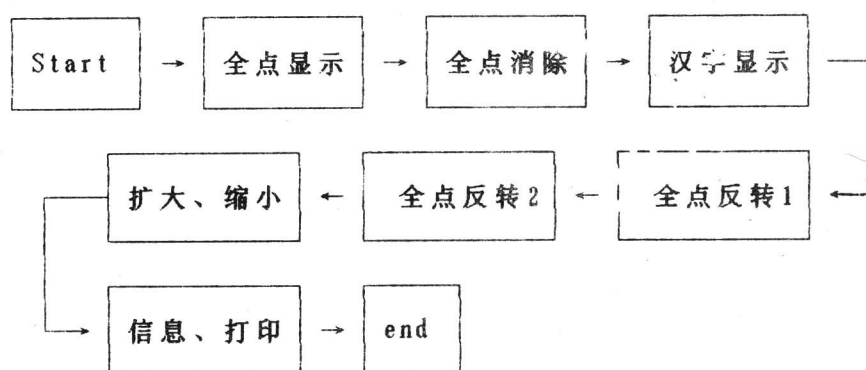 Start → 全点显示 → 全点消除 → 汉字显示
扩大、缩小 ← 全点反转2 ← 全点反转1 ←
→ 信息、打印 → end